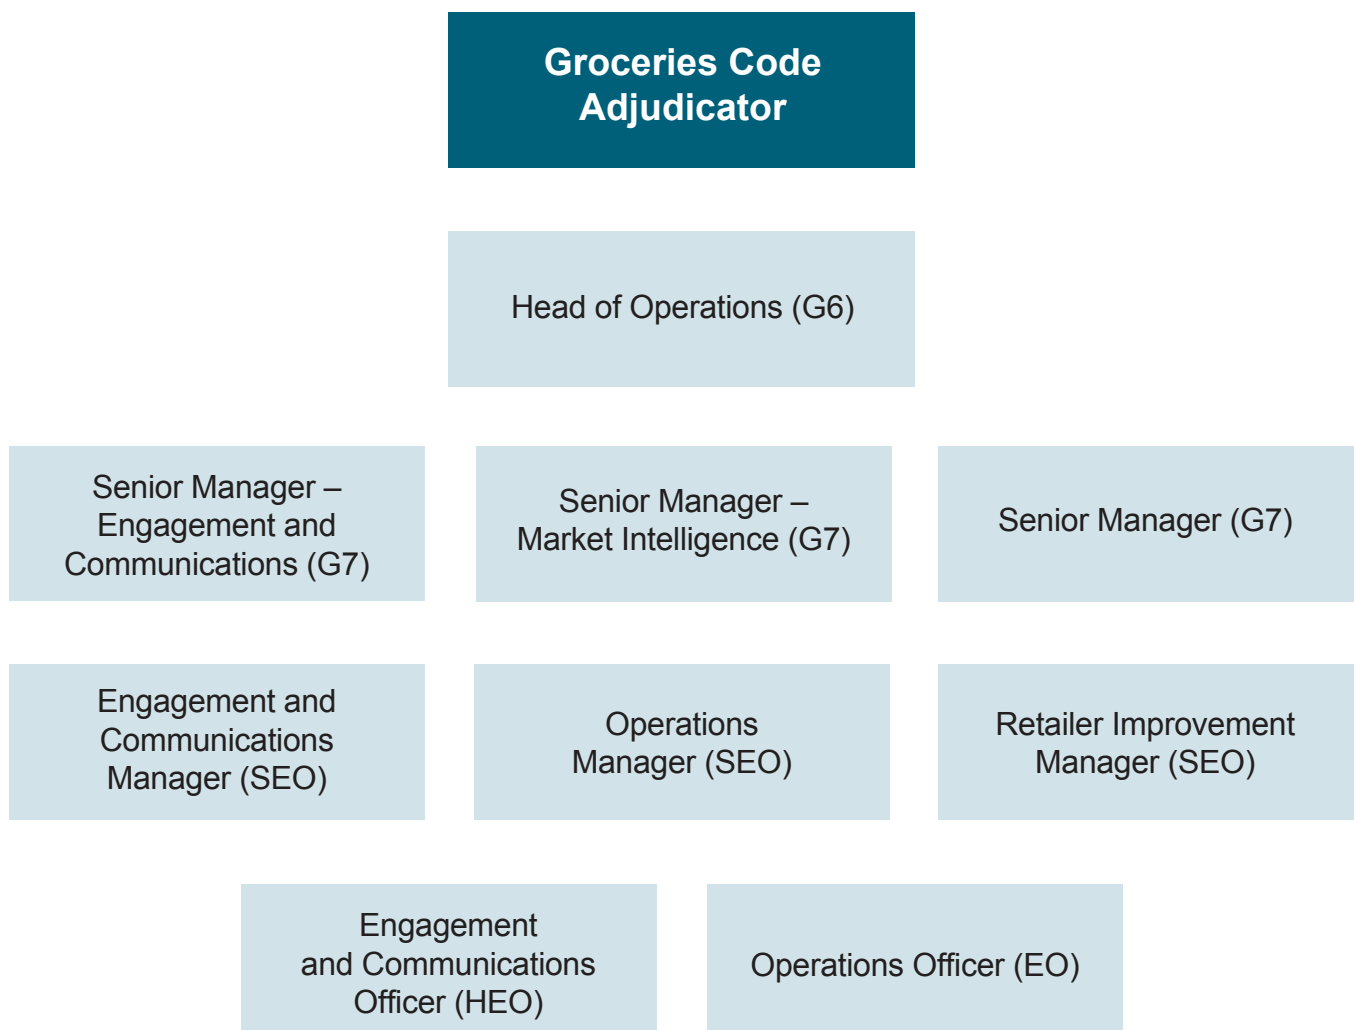 Groceries Code
Adjudicator
Head of Operations (G6)
Senior Manager –
Engagement and
Communications (G7)
Senior Manager –
Market Intelligence (G7)
Senior Manager (G7)
Engagement and
Communications
Manager (SEO)
Operations
Manager (SEO)
Retailer Improvement
Manager (SEO)
Engagement
and Communications
Officer (HEO)
Operations Officer (EO)